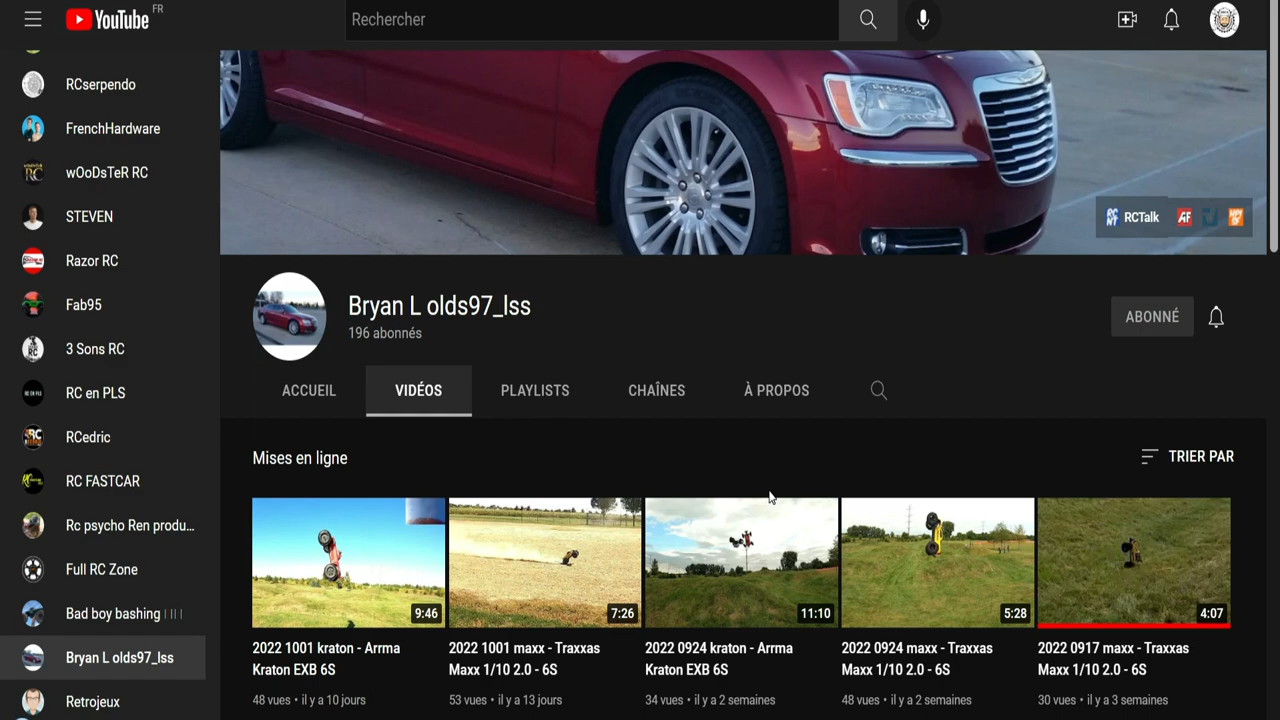 YouTube FR
Rechercher
RCserpendo
FrenchHardware
wOoDsTeR RC
STEVEN
Razor RC
Fab95
3 Sons RC
RC en PLS
RCedric
RC FASTCAR
Rc psycho Ren produ...
Full RC Zone
Bad boy bashing | | |
Bryan L olds97_lss
Retrojeux
RCTalk
Bryan L olds97_lss
196 abonnés
ABONNÉ
ACCUEIL VIDÉOS PLAYLISTS CHAÎNES À PROPOS
Mises en ligne
TRIER PAR
9:46
2022 1001 kraton - Arrma
Kraton EXB 6S
48 vues • il y a 10 jours
7:26
2022 1001 maxx - Traxxas
Maxx 1/10 2.0 - 6S
53 vues • il y a 13 jours
11:10
2022 0924 kraton - Arrma
Kraton EXB 6S
34 vues • il y a 2 semaines
5:28
2022 0924 maxx - Traxxas
Maxx 1/10 2.0 - 6S
48 vues • il y a 2 semaines
4:07
2022 0917 maxx - Traxxas
Maxx 1/10 2.0 - 6S
30 vues • il y a 3 semaines